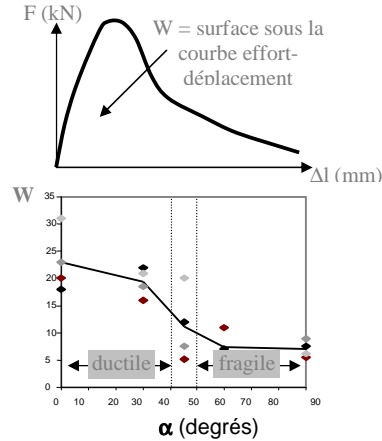 F (kN)
W = surface sous la
courbe effort-
déplacement
Δl (mm)
W
35
30
25
20
15
10
5
0
ductile
fragile
0 10 20 30 40 50 60 70 80 90
α (degrés)